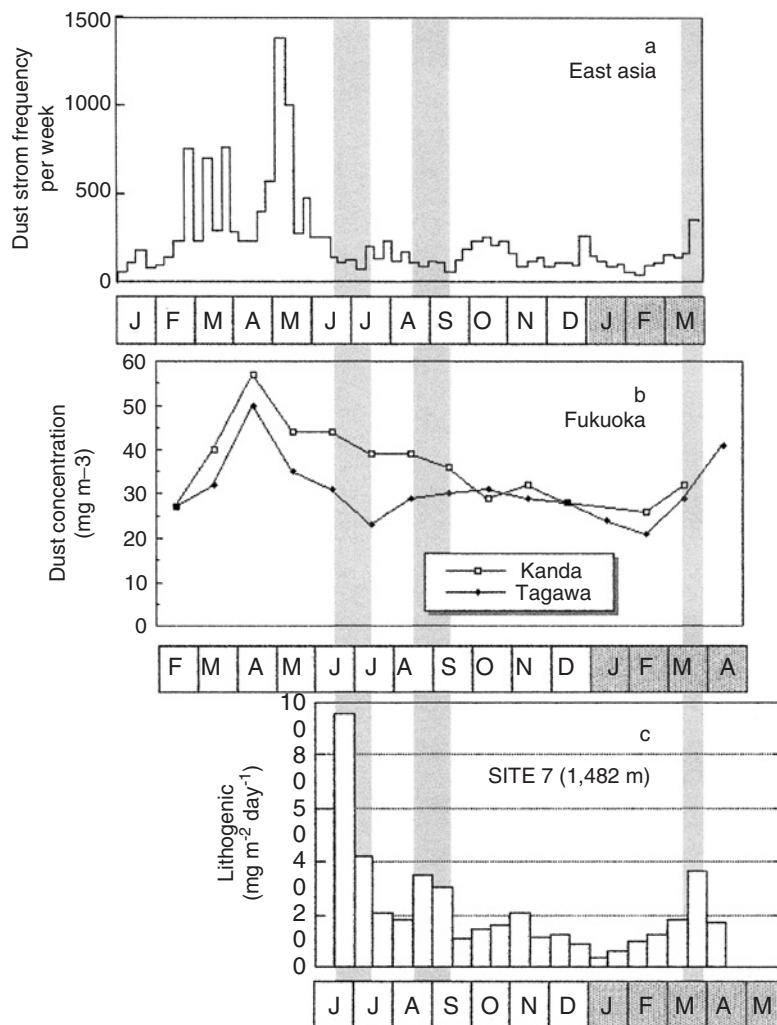 a
East asia
Dust strom frequency
per week
1500
1000
500
0
J F M A M J J A S O N D J F M
b
Fukuoka
Dust concentration
(mg m–3)
60
50
40
30
20
10
0
Kanda
Tagawa
F M A M J J A S O N D J F M A
c
SITE 7 (1,482 m)
Lithogenic
(mg m-2 day-1)
10
0
8
0
5
0
4
0
2
0
0
J J A S O N D J F M A M